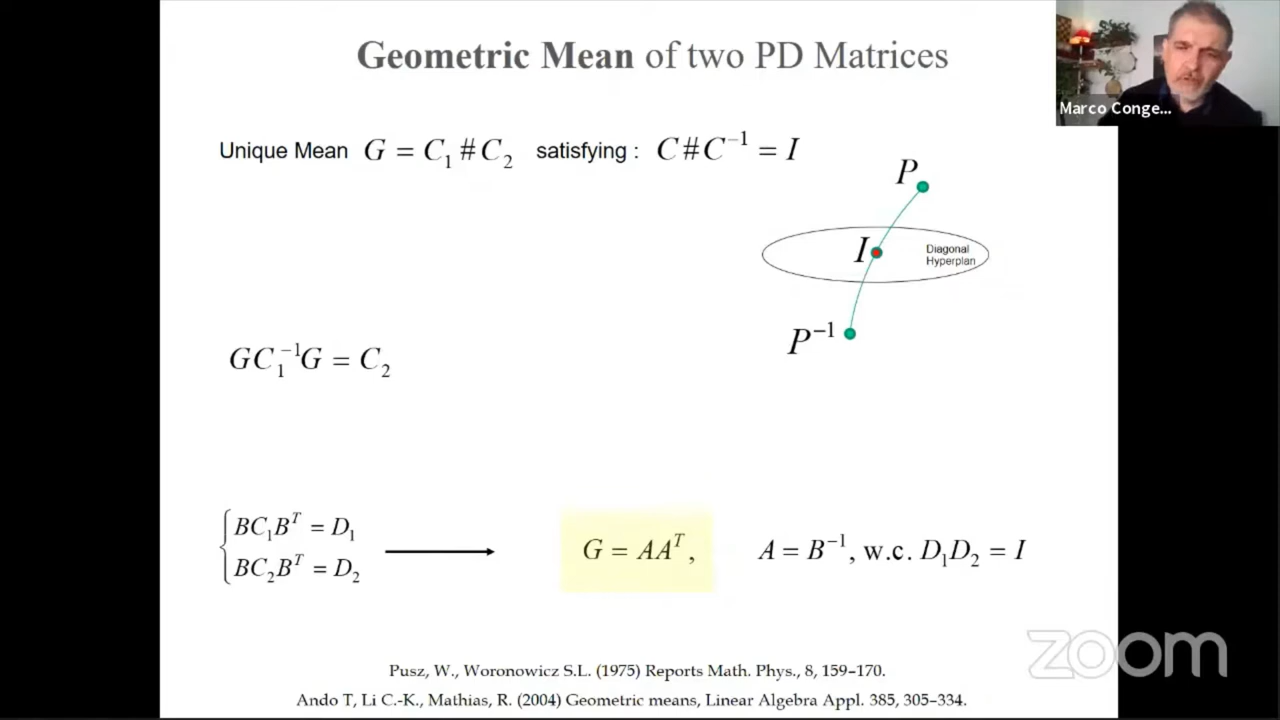 Geometric Mean of two PD Matrices
Marco Conge...
Unique Mean G = C₁ # C₂ satisfying : C # C⁻¹ = I
P
I
Diagonal
Hyperplan
P⁻¹
GC₁⁻¹G = C₂
BC₁Bᵀ = D₁
BC₂Bᵀ = D₂
G = AAᵀ, A = B⁻¹, w.c. D₁D₂ = I
zoom
Pusz, W., Woronowicz S.L. (1975) Reports Math. Phys., 8, 159–170.
Ando T, Li C.-K., Mathias, R. (2004) Geometric means, Linear Algebra Appl. 385, 305–334.